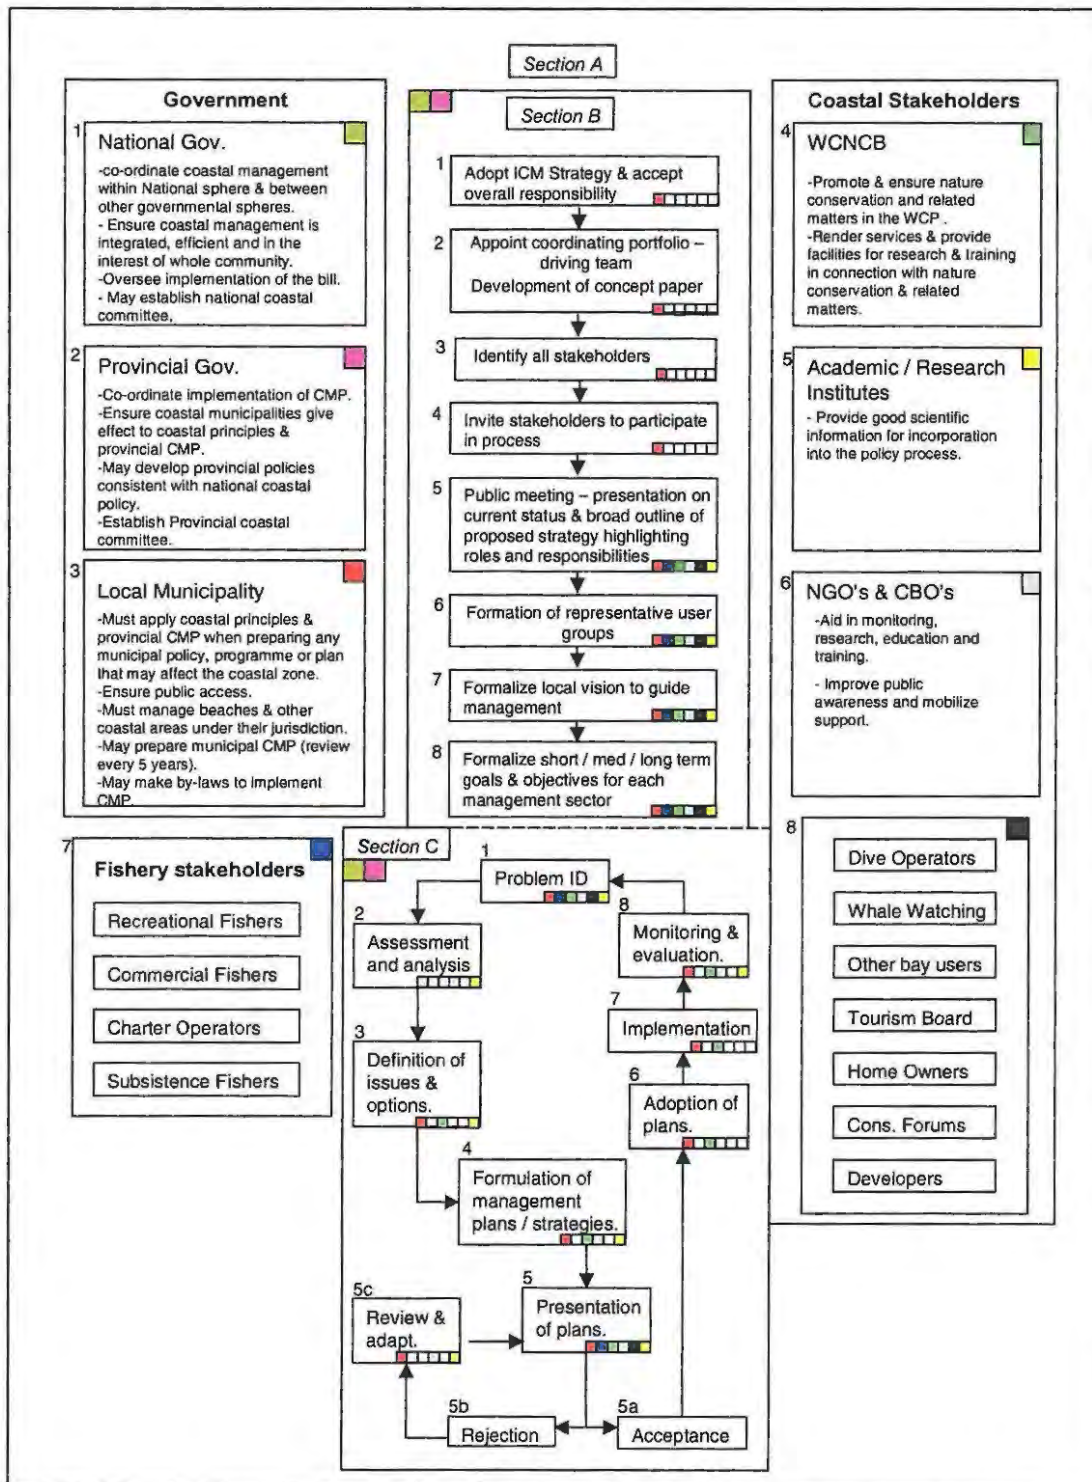 Section A
Government
1
National Gov.
-co-ordinate coastal management
within National sphere & between
other governmental spheres.
- Ensure coastal management is
integrated, efficient and in the
interest of whole community.
-Oversee implementation of the bill.
- May establish national coastal
committee,
2
Provincial Gov.
-Co-ordinate implementation of CMP.
-Ensure coastal municipalities give
effect to coastal principles &
provincial CMP.
-May develop provincial policies
consistent with national coastal
policy.
-Establish Provincial coastal
committee.
3
Local Municipality
-Must apply coastal principles &
provincial CMP when preparing any
municipal policy, programme or plan
that may affect the coastal zone.
-Ensure public access.
-Must manage beaches & other
coastal areas under their jurisdiction.
-May prepare municipal CMP (review
every 5 years).
-May make by-laws to implement
CMP.
Section B
1
Adopt ICM Strategy & accept
overall responsibility
2
Appoint coordinating portfolio –
driving team
Development of concept paper
3
Identify all stakeholders
4
Invite stakeholders to participate
in process
5
Public meeting – presentation on
current status & broad outline of
proposed strategy highlighting
roles and responsibilities
6
Formation of representative user
groups
7
Formalize local vision to guide
management
8
Formalize short / med / long term
goals & objectives for each
management sector
Coastal Stakeholders
4
WCNCB
-Promote & ensure nature
conservation and related
matters in the WCP .
-Render services & provide
facilities for research & training
in connection with nature
conservation & related
matters.
5
Academic / Research
Institutes
- Provide good scientific
information for incorporation
into the policy process.
6
NGO's & CBO's
-Aid in monitoring,
research, education and
training.
- Improve public
awareness and mobilize
support.
7
Fishery stakeholders
Recreational Fishers
Commercial Fishers
Charter Operators
Subsistence Fishers
Section C
1
Problem ID
2
Assessment
and analysis
3
Definition of
issues &
options.
4
Formulation of
management
plans / strategies.
5
Presentation
of plans.
5c
Review &
adapt.
5b
Rejection
5a
Acceptance
6
Adoption of
plans.
7
Implementation
8
Monitoring &
evaluation.
8
Dive Operators
Whale Watching
Other bay users
Tourism Board
Home Owners
Cons. Forums
Developers